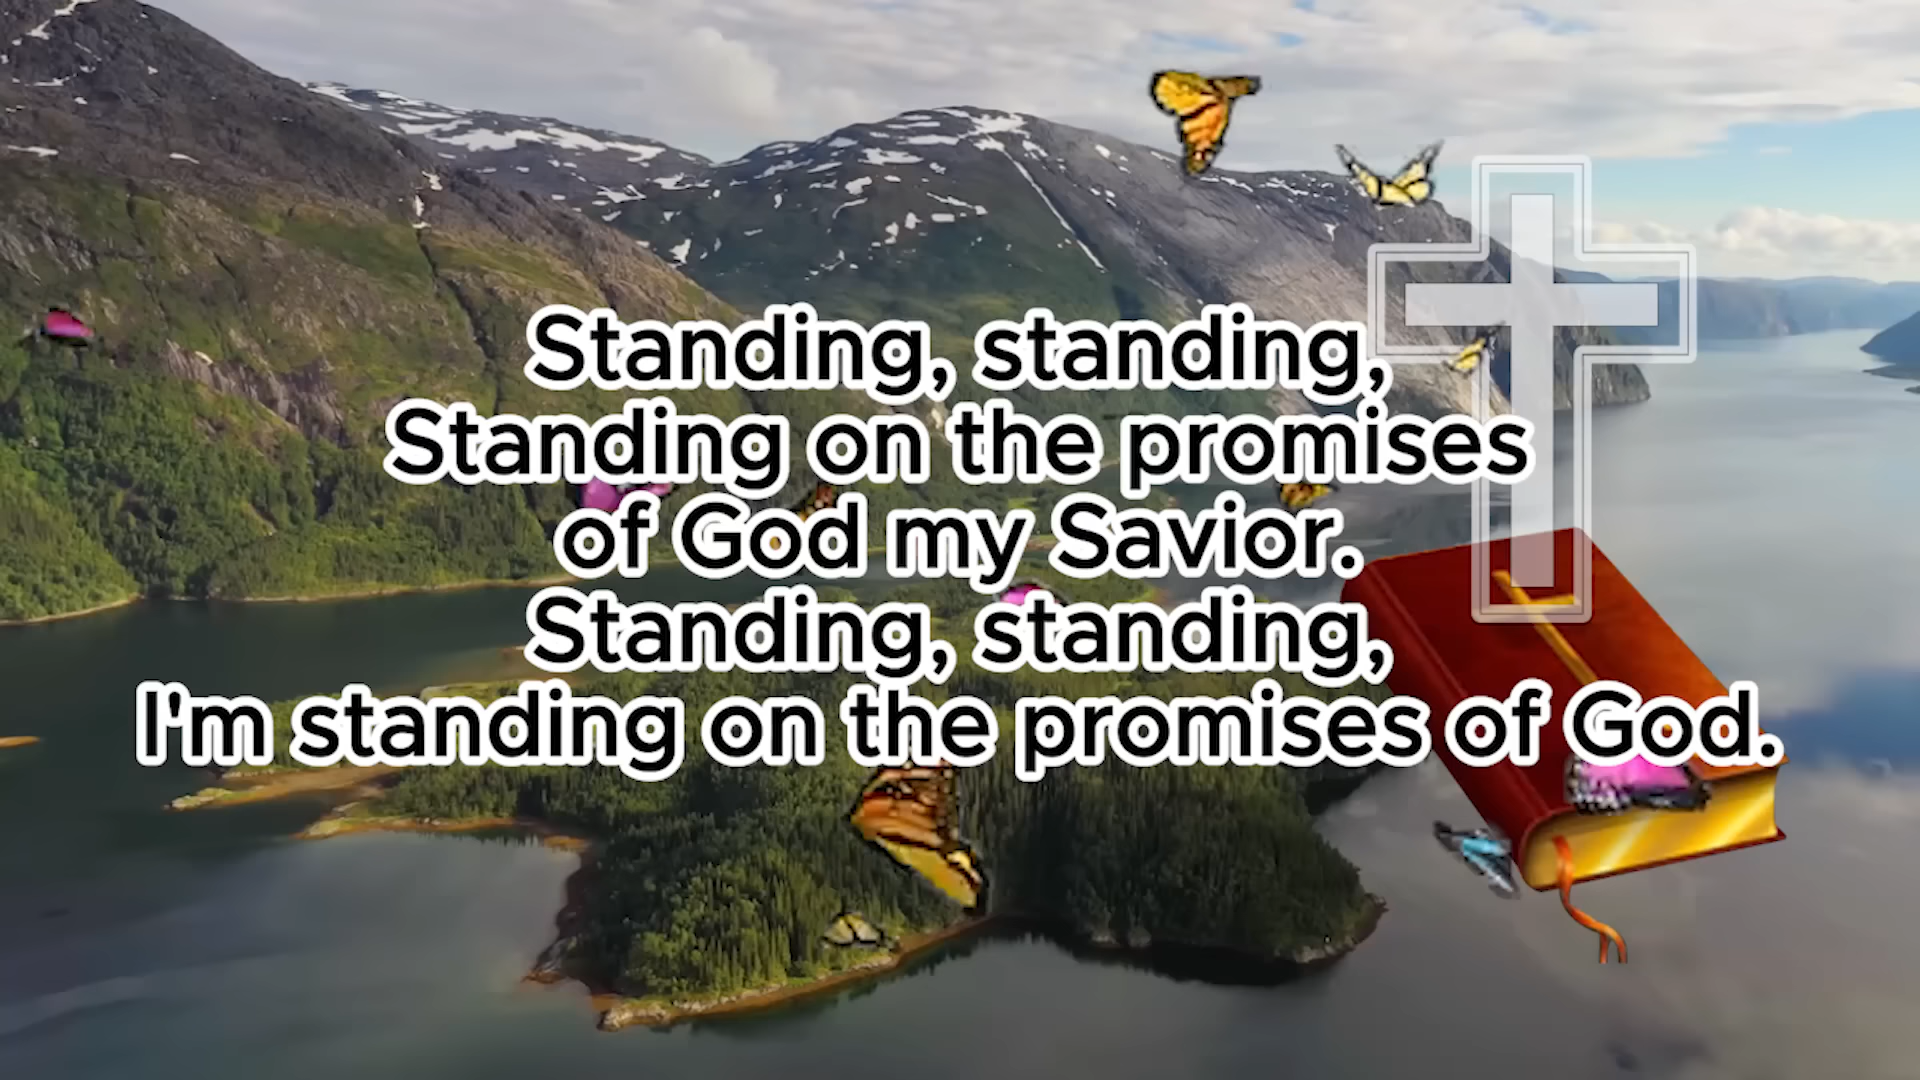 Standing, standing,
Standing on the promises
of God my Savior.
Standing, standing,
I'm standing on the promises of God.